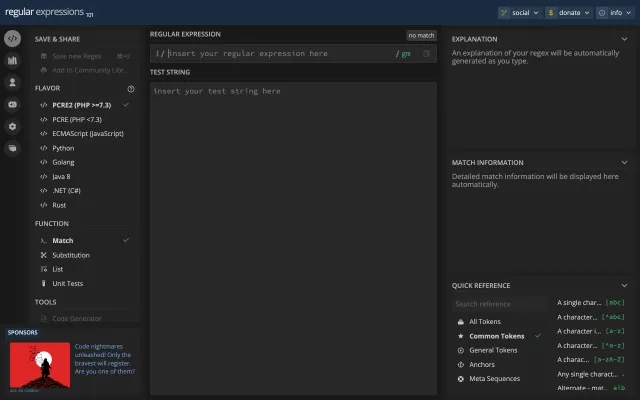 regular expressions 101
social
donate
info
SAVE & SHARE
Save new Regex ⌘+S
Add to Community Libr...
FLAVOR
PCRE2 (PHP >=7.3)
PCRE (PHP <7.3)
ECMAScript (JavaScript)
Python
Golang
Java 8
.NET (C#)
Rust
FUNCTION
Match
Substitution
List
Unit Tests
TOOLS
Code Generator
SPONSORS
Code nightmares
unleashed! Only the
bravest will register.
Are you one of them?
REGULAR EXPRESSION
no match
/ insert your regular expression here / gm
TEST STRING
insert your test string here
EXPLANATION
An explanation of your regex will be automatically
generated as you type.
MATCH INFORMATION
Detailed match information will be displayed here
automatically.
QUICK REFERENCE
Search reference
All Tokens
Common Tokens
General Tokens
Anchors
Meta Sequences
A single char... [abc]
A character... [^abc]
A character i... [a-z]
A character... [^a-z]
A charac... [a-zA-Z]
Any single charact... .
Alternate - mat... a|b